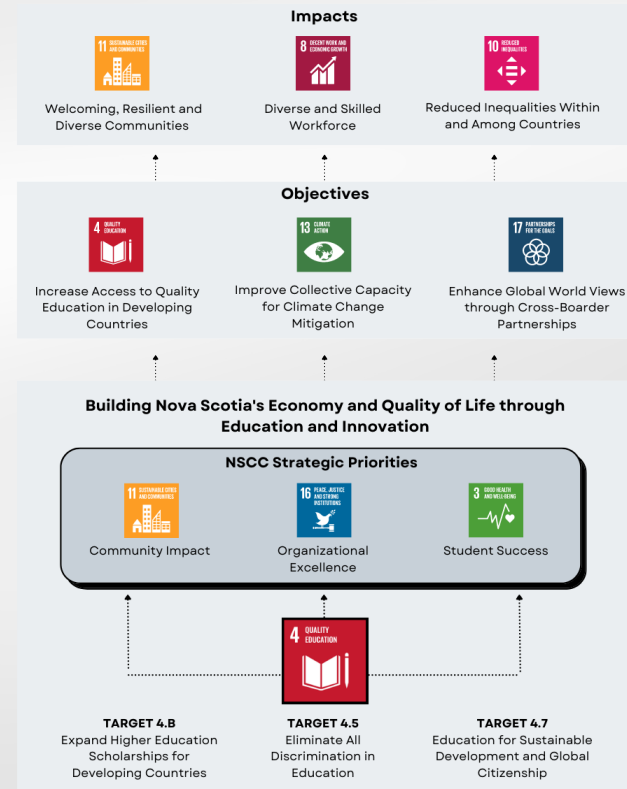 Impacts
11 SUSTAINABLE CITIES
AND COMMUNITIES
8 DECENT WORK AND
ECONOMIC GROWTH
10 REDUCED
INEQUALITIES
Welcoming, Resilient and
Diverse Communities
Diverse and Skilled
Workforce
Reduced Inequalities Within
and Among Countries
Objectives
4 QUALITY
EDUCATION
13 CLIMATE
ACTION
17 PARTNERSHIPS
FOR THE GOALS
Increase Access to Quality
Education in Developing
Countries
Improve Collective Capacity
for Climate Change
Mitigation
Enhance Global World Views
through Cross-Boarder
Partnerships
Building Nova Scotia's Economy and Quality of Life through
Education and Innovation
NSCC Strategic Priorities
11 SUSTAINABLE CITIES
AND COMMUNITIES
16 PEACE, JUSTICE
AND STRONG
INSTITUTIONS
3 GOOD HEALTH
AND WELL-BEING
Community Impact
Organizational
Excellence
Student Success
4 QUALITY
EDUCATION
TARGET 4.B
Expand Higher Education
Scholarships for
Developing Countries
TARGET 4.5
Eliminate All
Discrimination in
Education
TARGET 4.7
Education for Sustainable
Development and Global
Citizenship